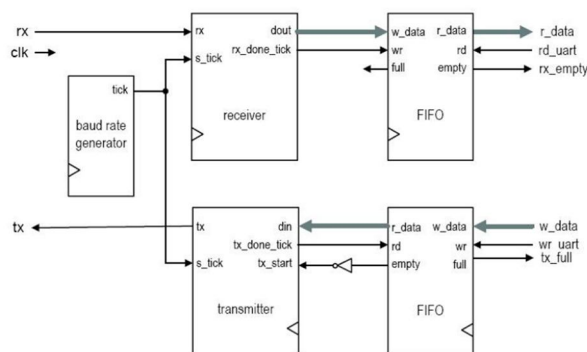 rx
clk
rx
dout
rx_done_tick
s_tick
receiver
w_data
r_data
wr
rd
full
empty
FIFO
r_data
rd_uart
rx_empty
tick
baud rate
generator
tx
tx
din
tx_done_tick
tx_start
s_tick
transmitter
r_data
w_data
rd
wr
empty
full
FIFO
w_data
wr_uart
tx_full